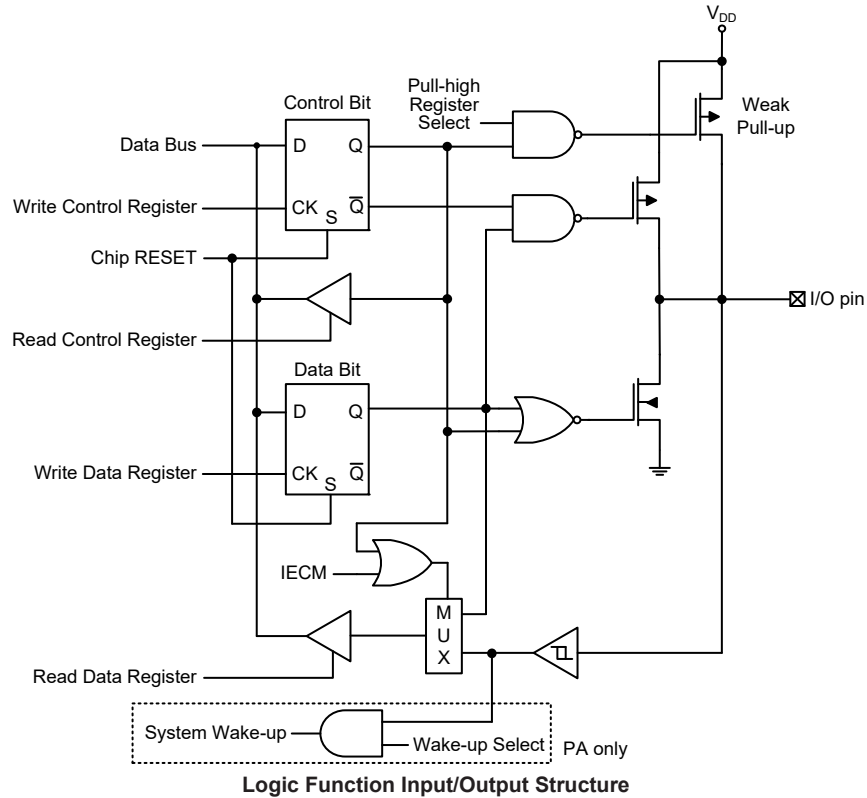 V_DD
Pull-high
Register
Select
Weak
Pull-up
Control Bit
Data Bus
D
Q
Write Control Register
CK
S
Q̅
Chip RESET
I/O pin
Read Control Register
Data Bit
D
Q
Write Data Register
CK
S
Q̅
IECM
M
U
X
Read Data Register
System Wake-up
Wake-up Select
PA only
Logic Function Input/Output Structure